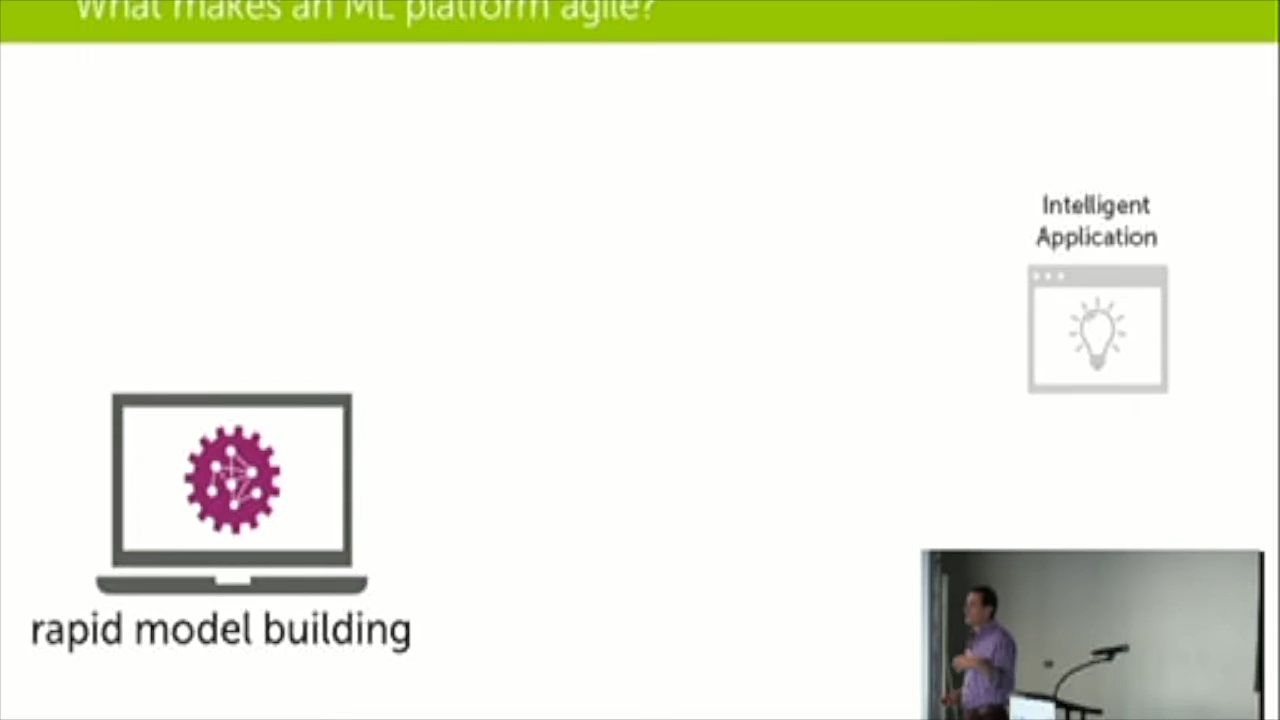 What makes an ML platform agile?
Intelligent
Application
rapid model building